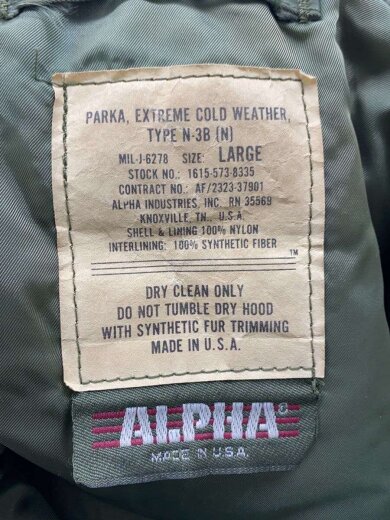 PARKA, EXTREME COLD WEATHER,
TYPE N-3B (N)
MIL-J-6278 SIZE: LARGE
STOCK NO.: 1615-573-8335
CONTRACT NO.: AF/2323-37901
ALPHA INDUSTRIES, INC. RN 35569
KNOXVILLE, TN., U.S.A.
SHELL & LINING 100% NYLON
INTERLINING: 100% SYNTHETIC FIBER
TM
DRY CLEAN ONLY
DO NOT TUMBLE DRY HOOD
WITH SYNTHETIC FUR TRIMMING
MADE IN U.S.A.
ALPHA®
MADE IN U.S.A.